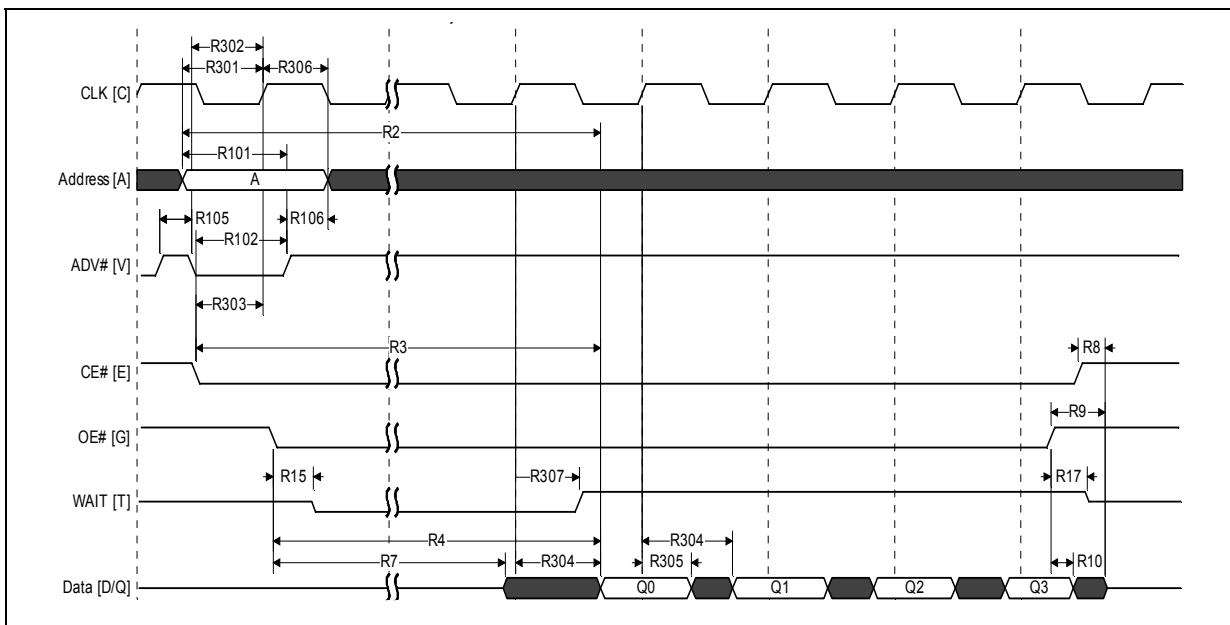 R302
R301
R306
CLK [C]
R2
R101
Address [A]
A
R105
R106
R102
ADV# [V]
R303
R3
R8
CE# [E]
R9
OE# [G]
R15
R307
R17
WAIT [T]
R4
R304
R7
R304
R305
R10
Data [D/Q]
Q0
Q1
Q2
Q3